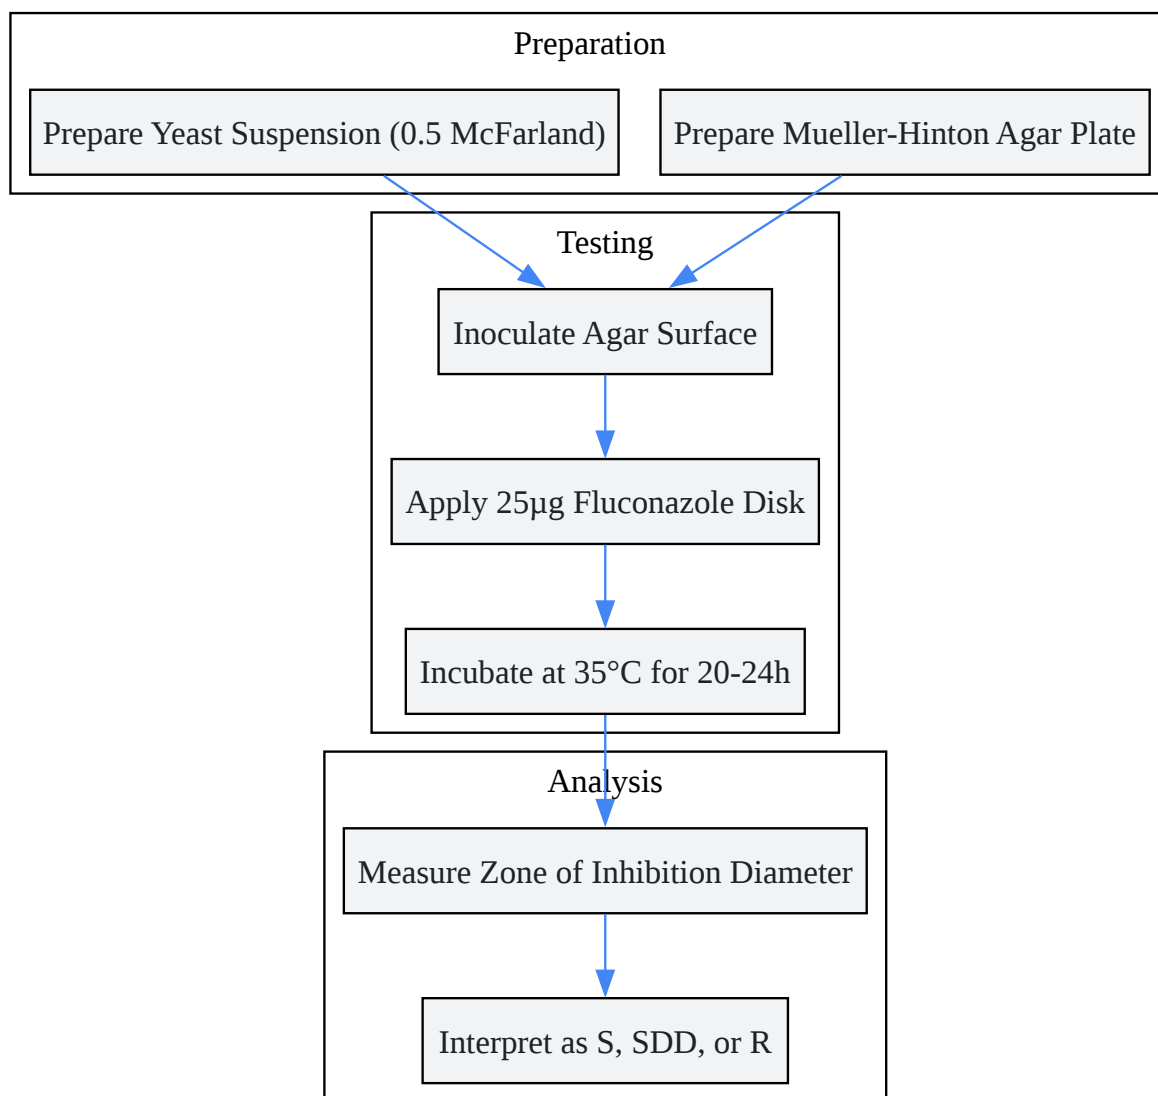 Preparation
Prepare Yeast Suspension (0.5 McFarland)
Prepare Mueller-Hinton Agar Plate
Testing
Inoculate Agar Surface
Apply 25µg Fluconazole Disk
Incubate at 35°C for 20-24h
Analysis
Measure Zone of Inhibition Diameter
Interpret as S, SDD, or R